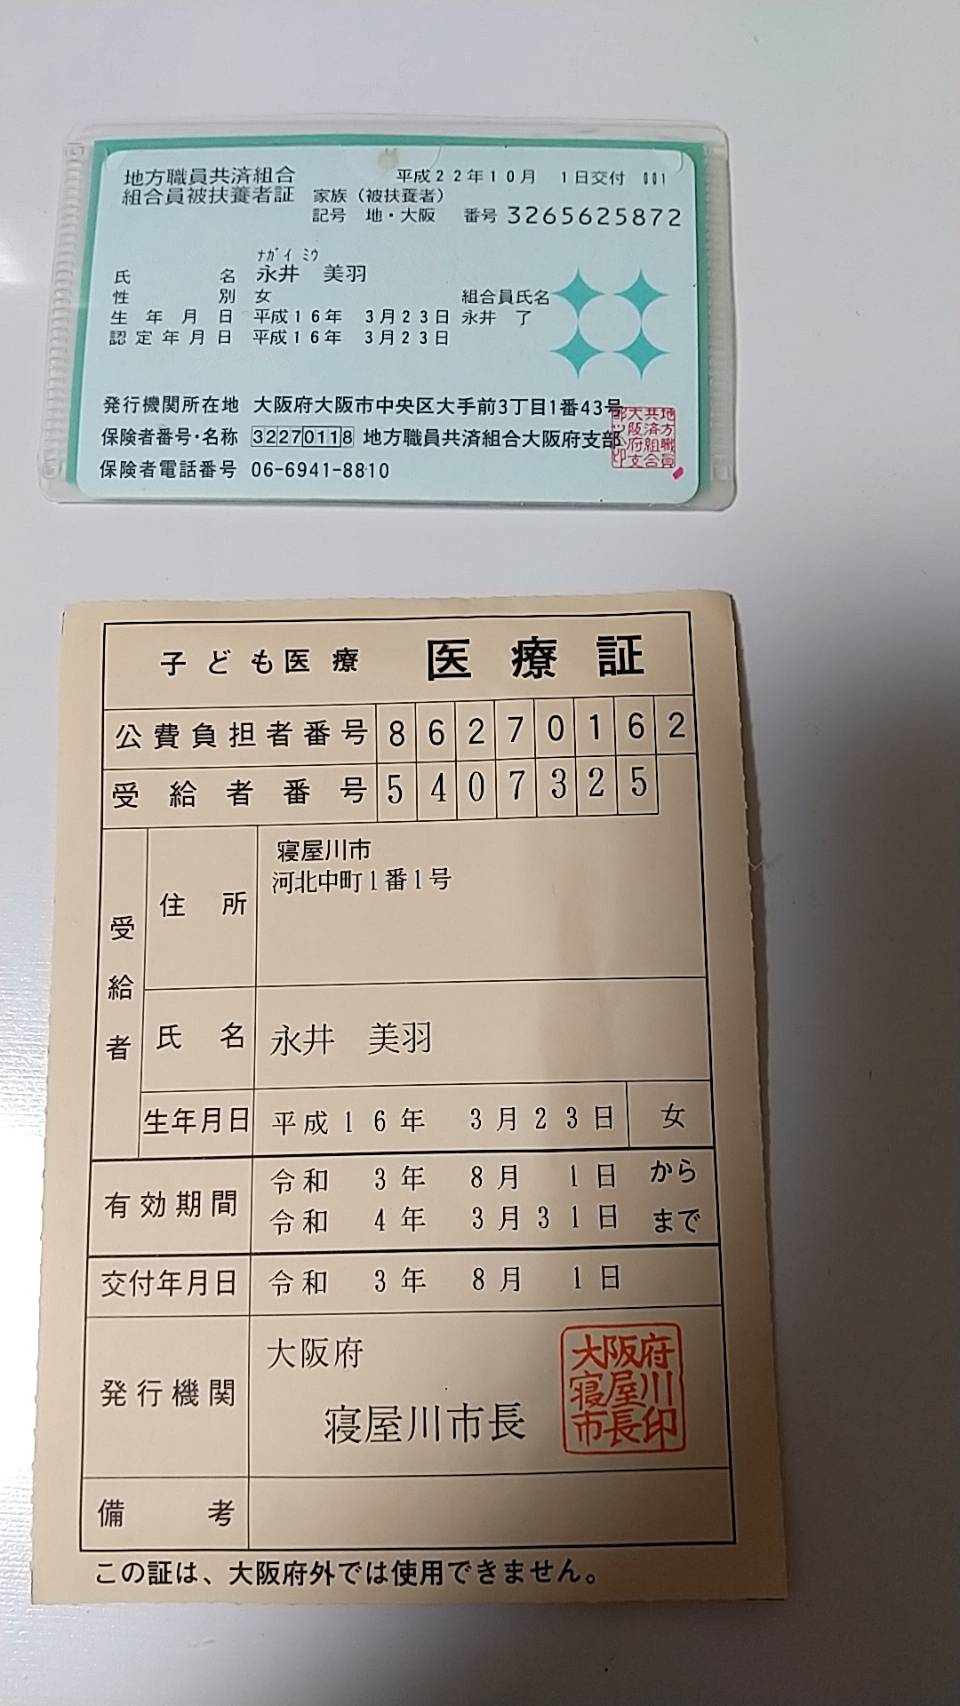 地方職員共済組合
組合員被扶養者証
平成22年10月 1日交付 001
家族（被扶養者）
記号 地・大阪 番号 3265625872
ﾅｶﾞｲ ﾐｳ
氏名 永井 美羽
性別 女
組合員氏名
生年月日 平成16年 3月23日
永井 了
認定年月日 平成16年 3月23日
発行機関所在地 大阪府大阪市中央区大手前3丁目1番43号
保険者番号・名称 32270118 地方職員共済組合大阪府支部
保険者電話番号 06-6941-8810
子ども医療 医療証
公費負担者番号 86270162
受給者番号 5407325
受給者
住所 寝屋川市
河北中町1番1号
氏名 永井 美羽
生年月日 平成16年 3月23日 女
有効期間 令和 3年 8月 1日 から
令和 4年 3月31日 まで
交付年月日 令和 3年 8月 1日
発行機関 大阪府
寝屋川市長
大阪府
寝屋川
市長印
備考
この証は、大阪府外では使用できません。